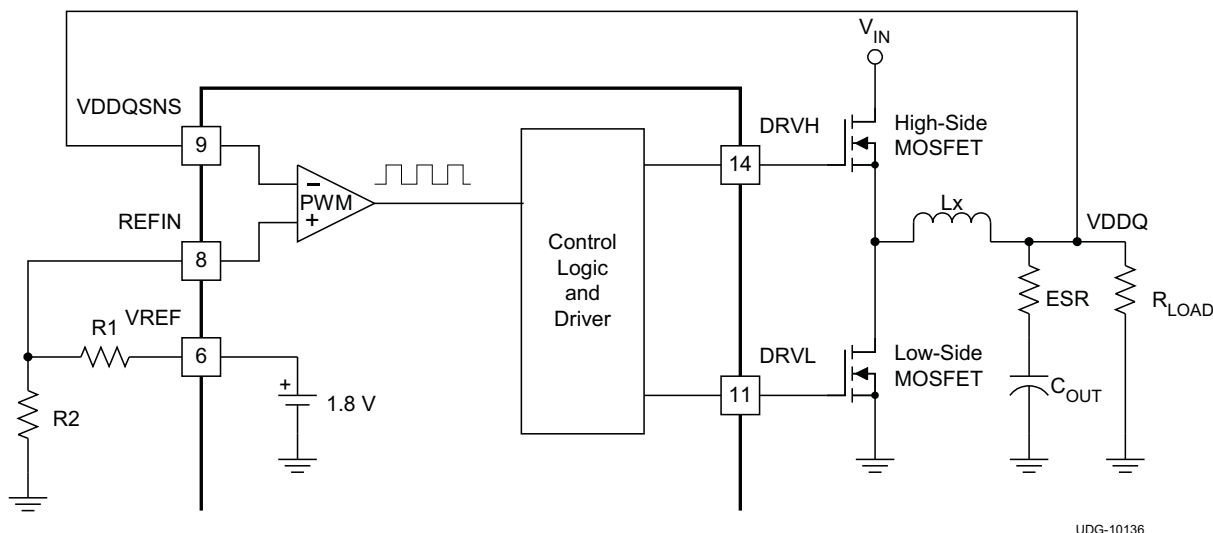 V_IN
VDDQSNS
9
DRVH
14
High-Side
MOSFET
−
PWM
+
REFIN
8
Lx
VDDQ
Control
Logic
and
Driver
ESR
R_LOAD
VREF
R1
6
DRVL
11
Low-Side
MOSFET
+
1.8 V
C_OUT
R2
UDG-10136